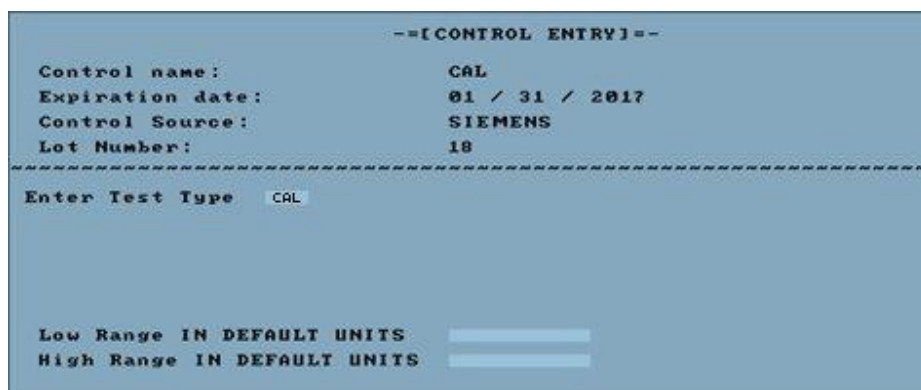 -=[CONTROL ENTRY]=-
Control name: CAL
Expiration date: 01 / 31 / 2017
Control Source: SIEMENS
Lot Number: 18
~~~~~~~~~~~~~~~~~~~~~~~~~~~~~~~~~~~~~~~~~~~~~~~~~~~~~~~~~~~~~~~~
Enter Test Type CAL
Low Range IN DEFAULT UNITS
High Range IN DEFAULT UNITS